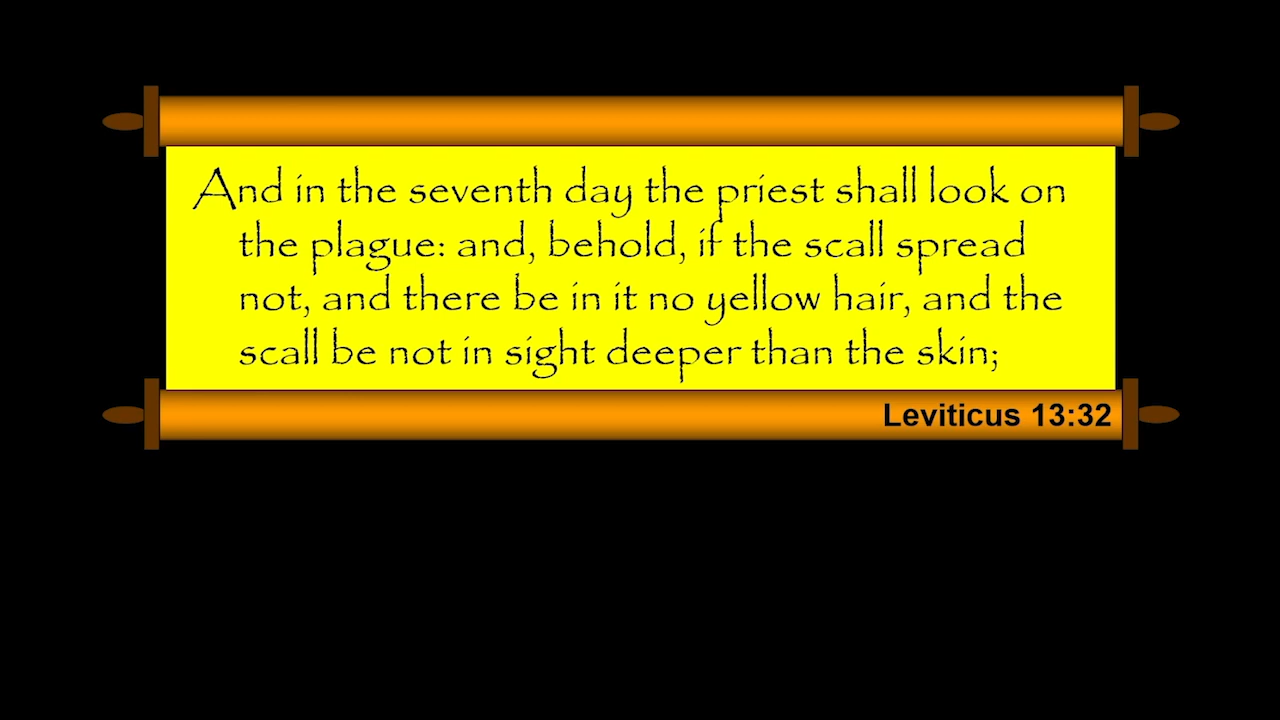 And in the seventh day the priest shall look on
the plague: and, behold, if the scall spread
not, and there be in it no yellow hair, and the
scall be not in sight deeper than the skin;
Leviticus 13:32